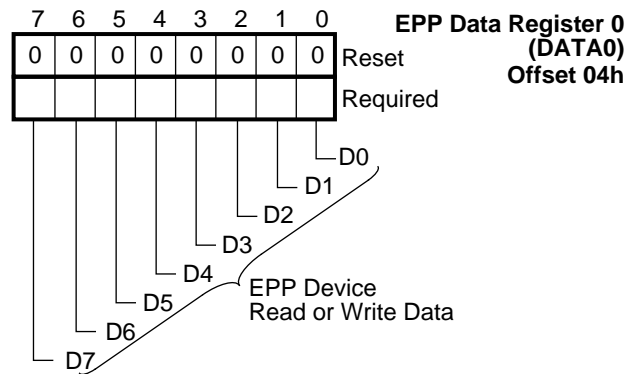 7 6 5 4 3 2 1 0
EPP Data Register 0
(DATA0)
Offset 04h
0 0 0 0 0 0 0 0 Reset
Required
D0
D1
D2
D3
D4
D5
D6
D7
EPP Device
Read or Write Data